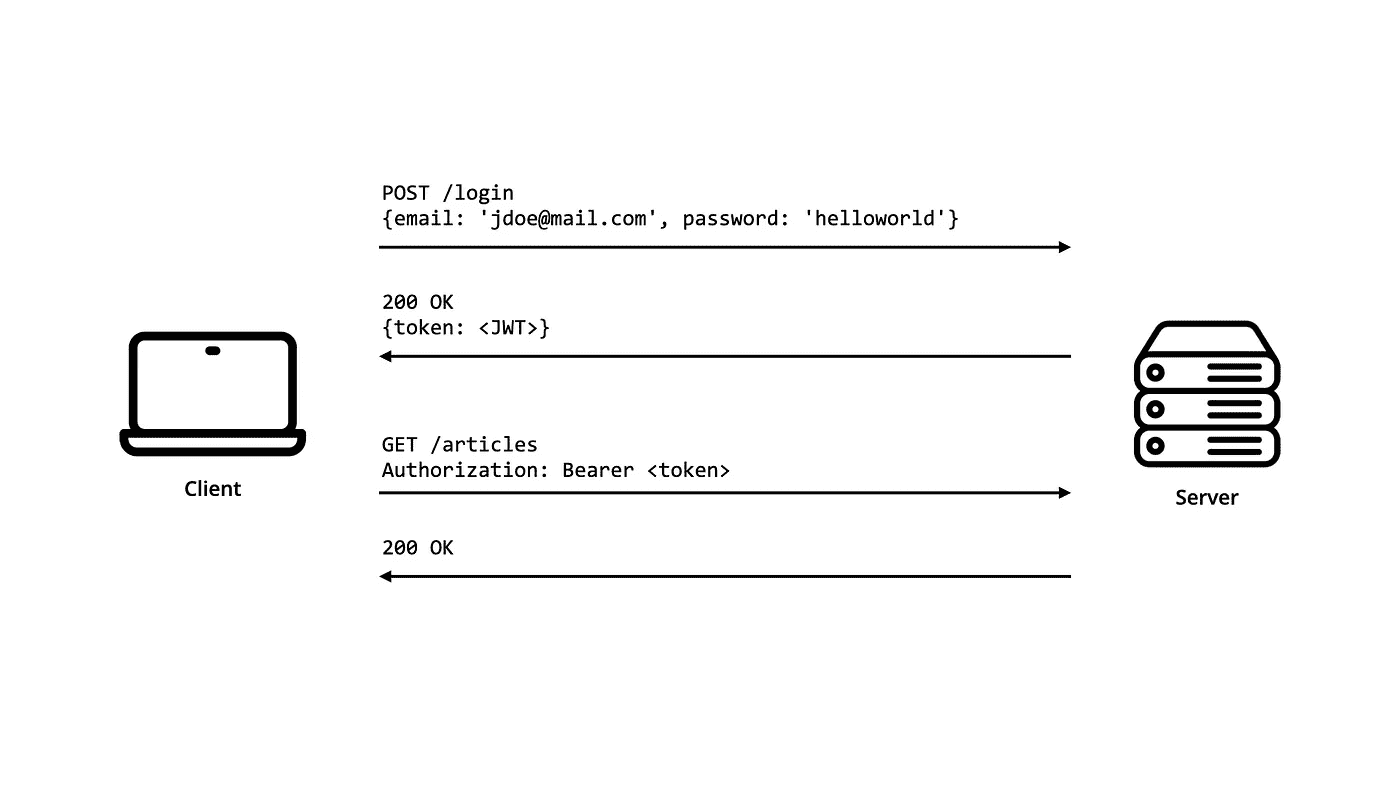 POST /login
{email: 'jdoe@mail.com', password: 'helloworld'}
200 OK
{token: <JWT>}
GET /articles
Authorization: Bearer <token>
200 OK
Client
Server